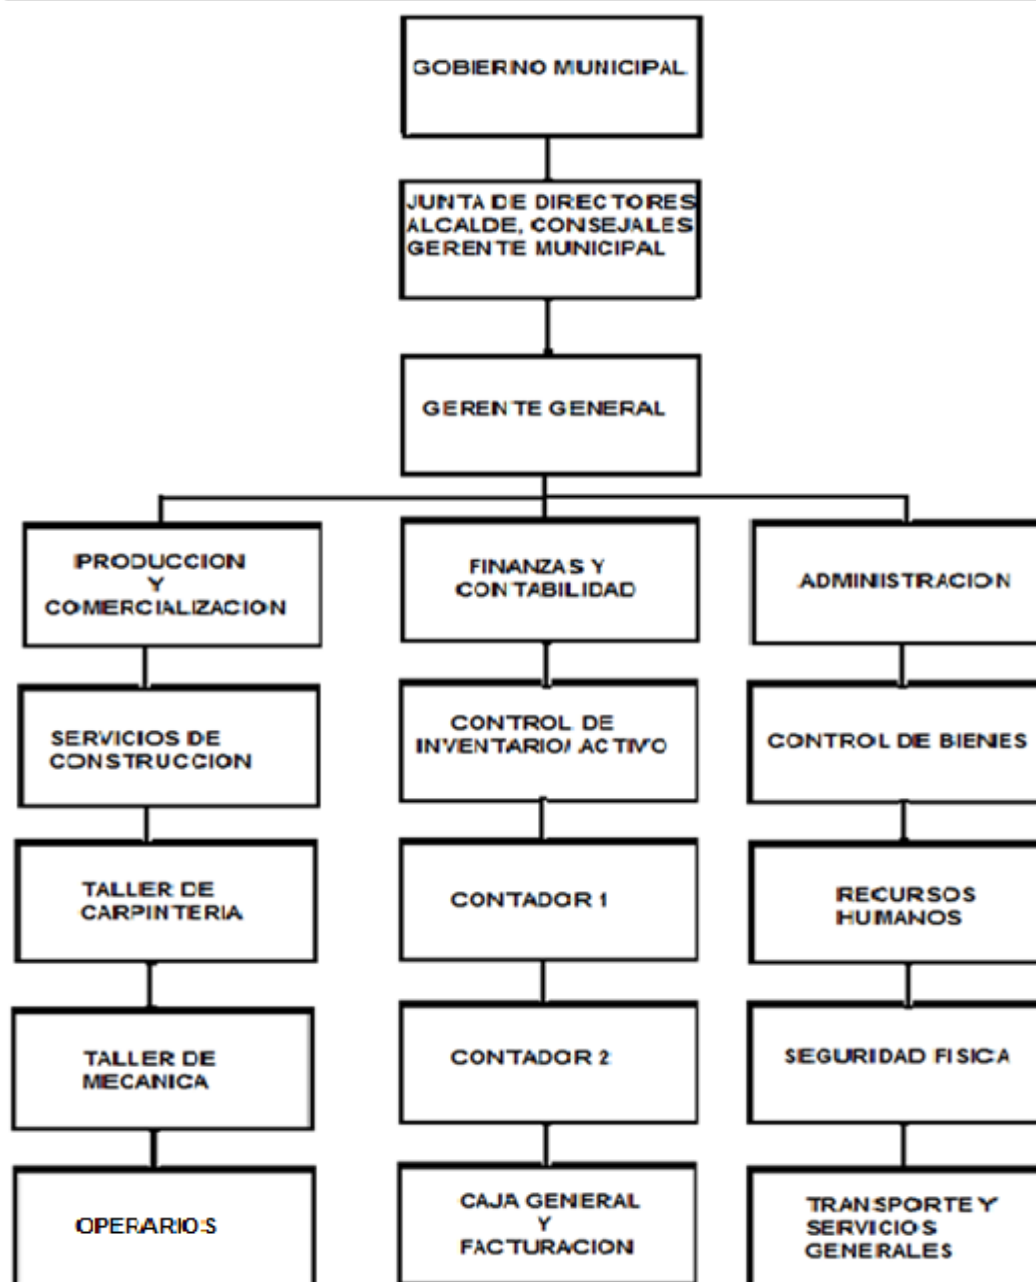 GOBIERNO MUNICIPAL
JUNTA DE DIRECTORES
ALCALDE, CONSEJALES
GERENTE MUNICIPAL
GERENTE GENERAL
PRODUCCION
Y
COMERCIALIZACION
SERVICIOS DE
CONSTRUCCION
TALLER DE
CARPINTERIA
TALLER DE
MECANICA
OPERARIOS
FINANZAS Y
CONTABILIDAD
CONTROL DE
INVENTARIO/ ACTIVO
CONTADOR 1
CONTADOR 2
CAJA GENERAL
Y
FACTURACION
ADMINISTRACION
CONTROL DE BIENES
RECURSOS
HUMANOS
SEGURIDAD FISICA
TRANSPORTE Y
SERVICIOS
GENERALES